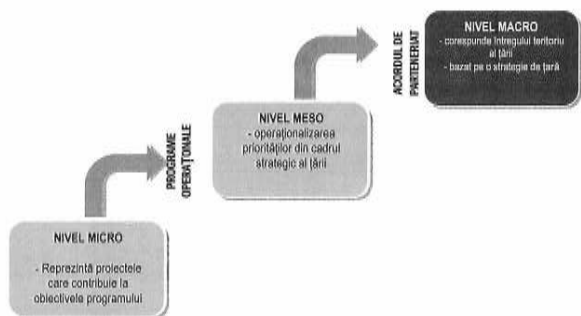 NIVEL MACRO
- corespunde întregului teritoriu
al țării
- bazat pe o strategie de țară
ACORDUL DE
PARTENERIAT
NIVEL MESO
- operaționalizarea
priorităților din cadrul
strategic al țării
PROGRAME
OPERAȚIONALE
NIVEL MICRO
- Reprezintă proiectele
care contribuie la
obiectivele programului